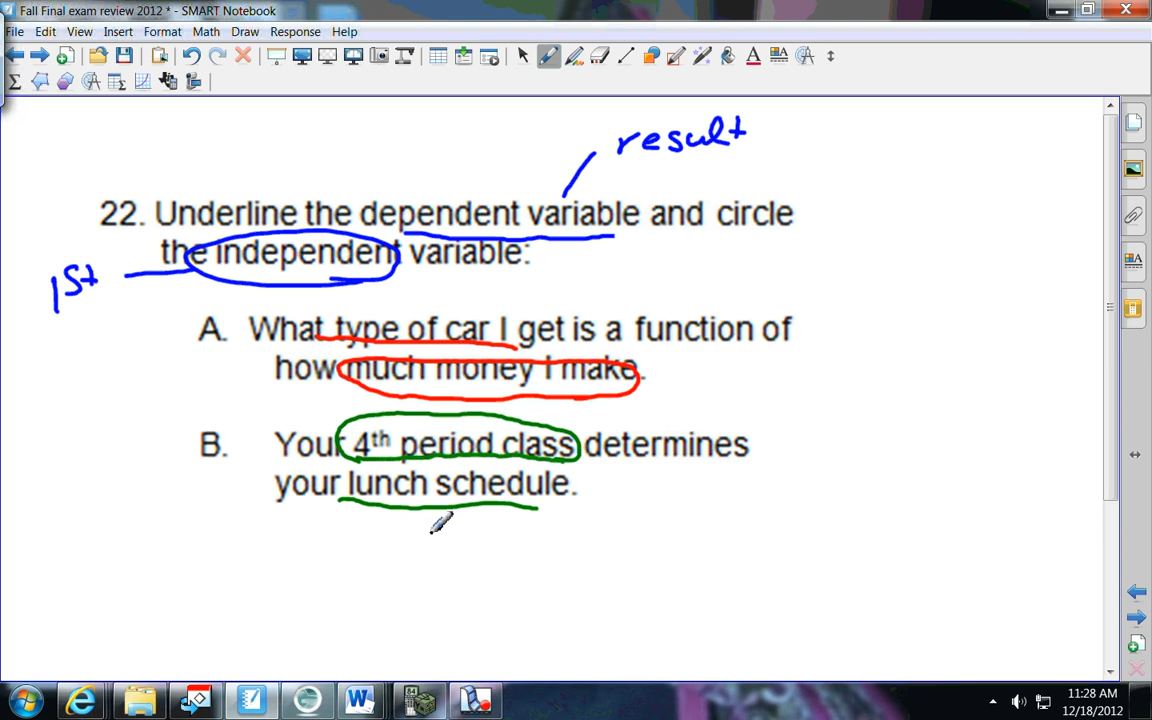 Fall Final exam review 2012 * - SMART Notebook
File Edit View Insert Format Math Draw Response Help
result
22. Underline the dependent variable and circle
the independent variable:
1st
A. What type of car I get is a function of
how much money I make.
B. Your 4th period class determines
your lunch schedule.
11:28 AM
12/18/2012